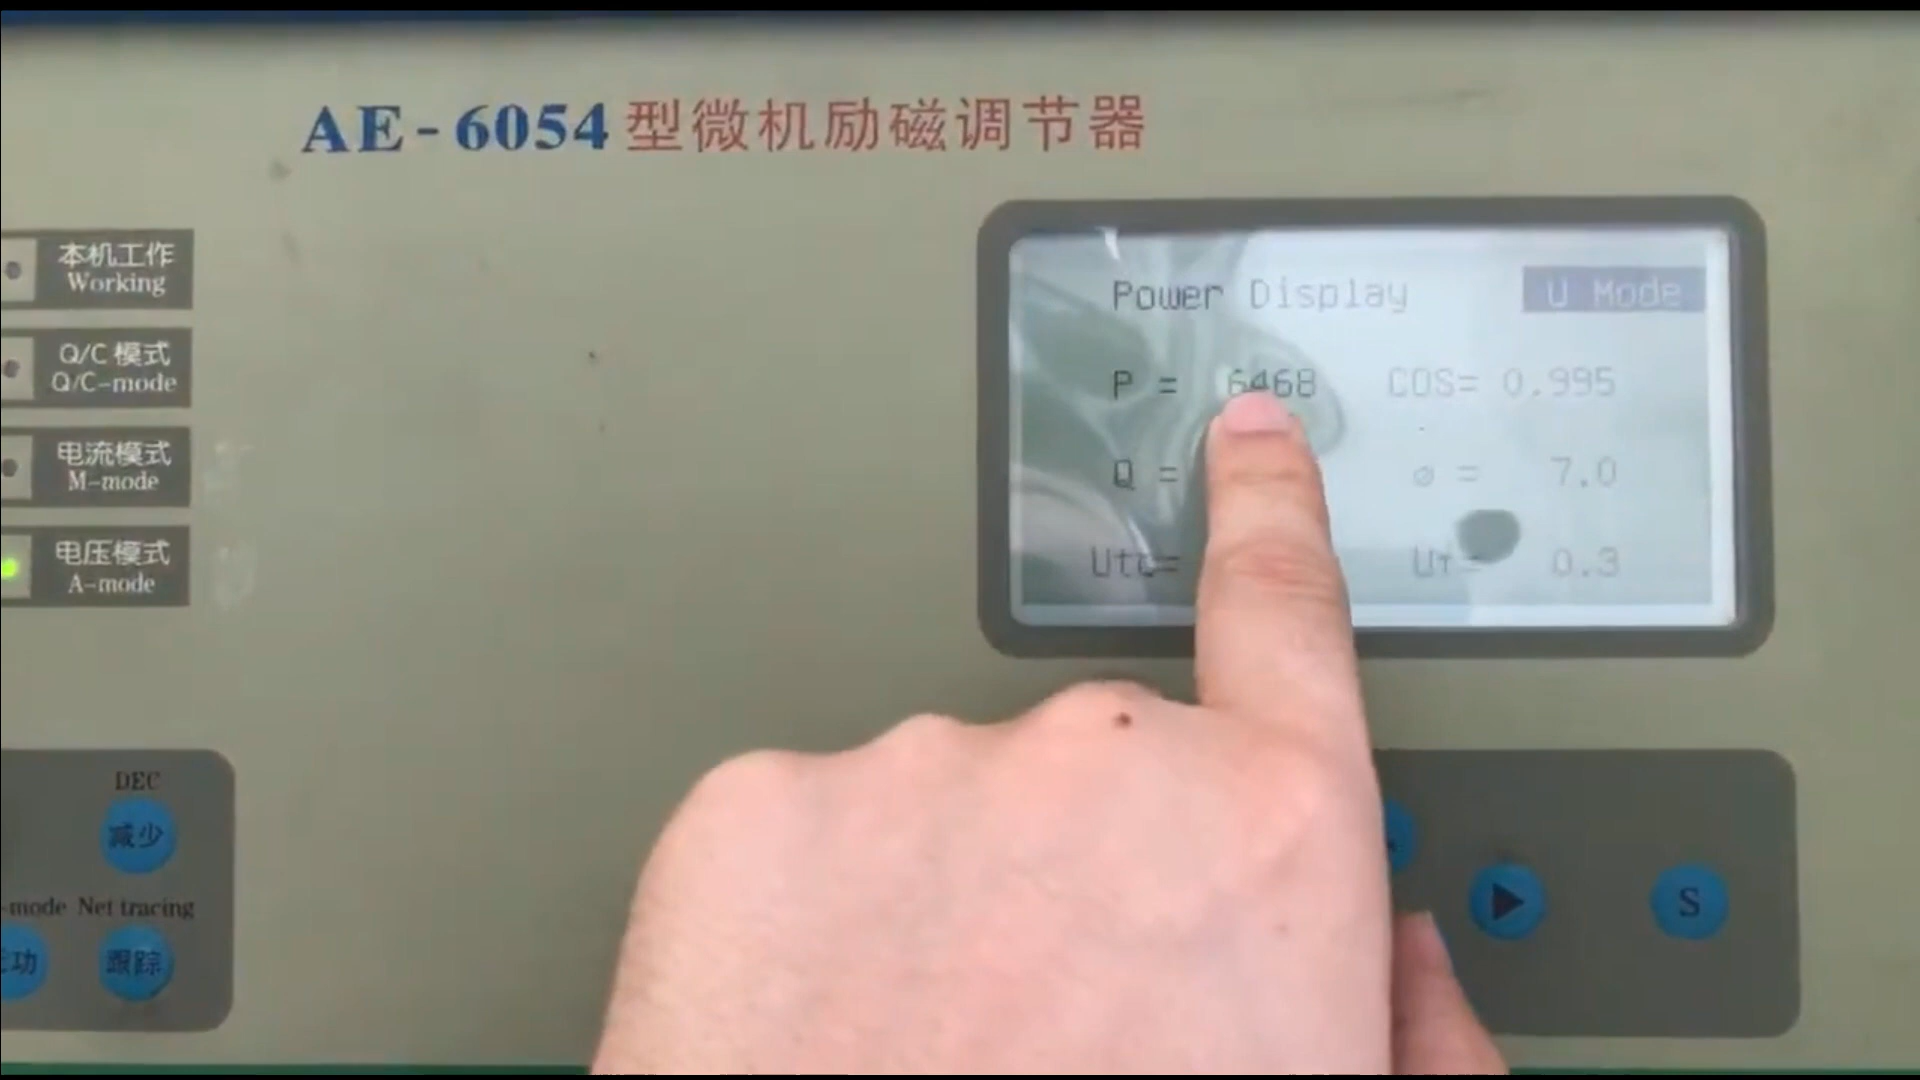 AE-6054型微机励磁调节器
本机工作
Working
Q/C 模式
Q/C-mode
电流模式
M-mode
电压模式
A-mode
Power Display U Mode
P = 6468 COS= 0.995
Q = ø = 7.0
= 0.3
DEC
减少
-mode Net tracing
功 跟踪
S